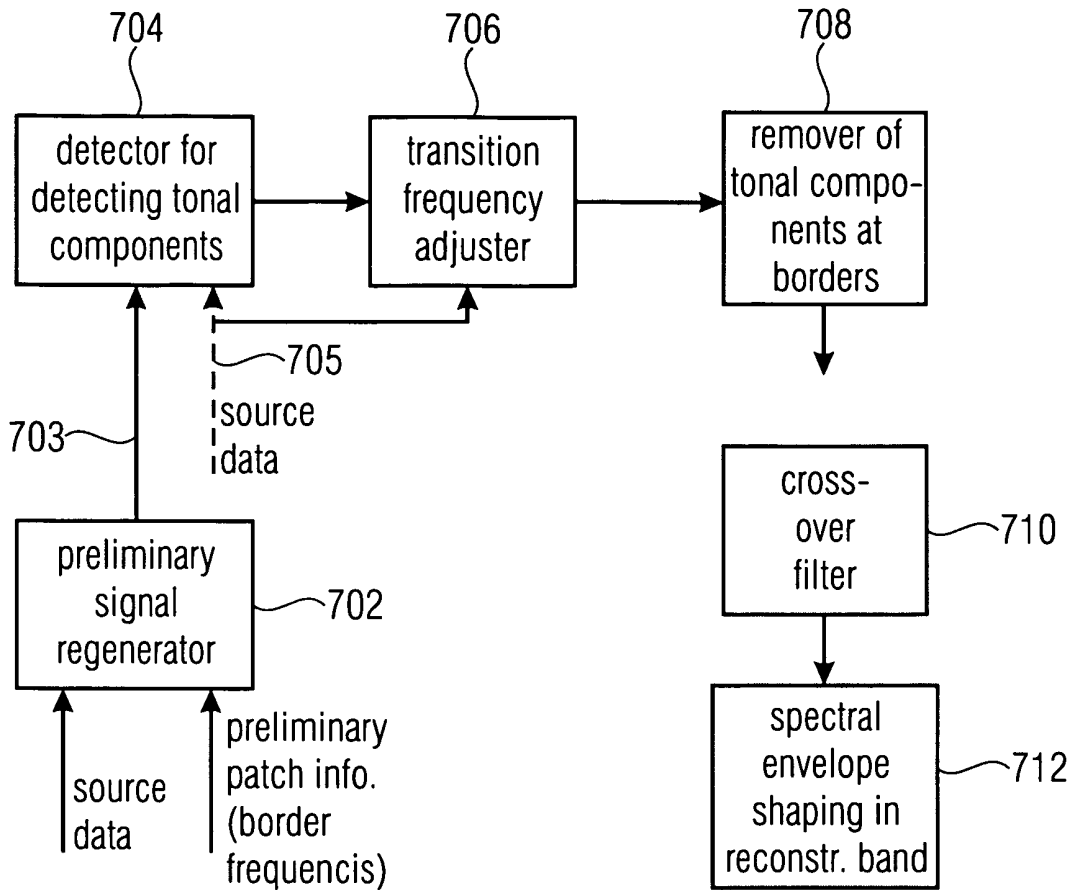 704
706
708
detector for
detecting tonal
components
transition
frequency
adjuster
remover of
tonal compo-
nents at
borders
705
source
data
703
cross-
over
filter
710
preliminary
signal
regenerator
702
preliminary
patch info.
(border
frequencis)
source
data
spectral
envelope
shaping in
reconstr. band
712